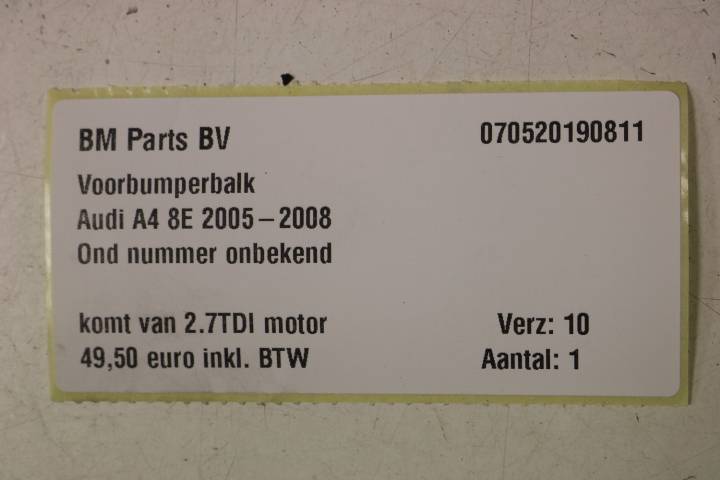 BM Parts BV 070520190811
Voorbumperbalk
Audi A4 8E 2005-2008
Ond nummer onbekend
komt van 2.7TDI motor Verz: 10
49,50 euro inkl. BTW Aantal: 1